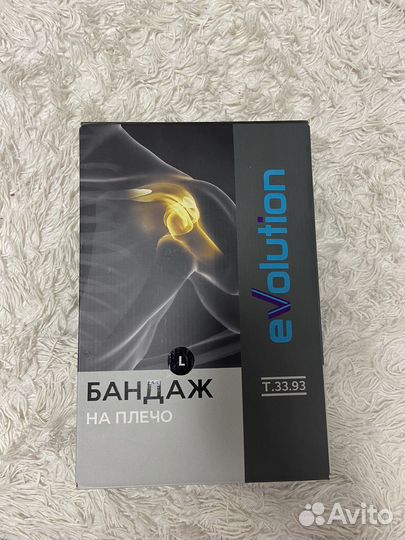 evolution
L
БАНДАЖ
НА ПЛЕЧО
Т.33.93
Avito